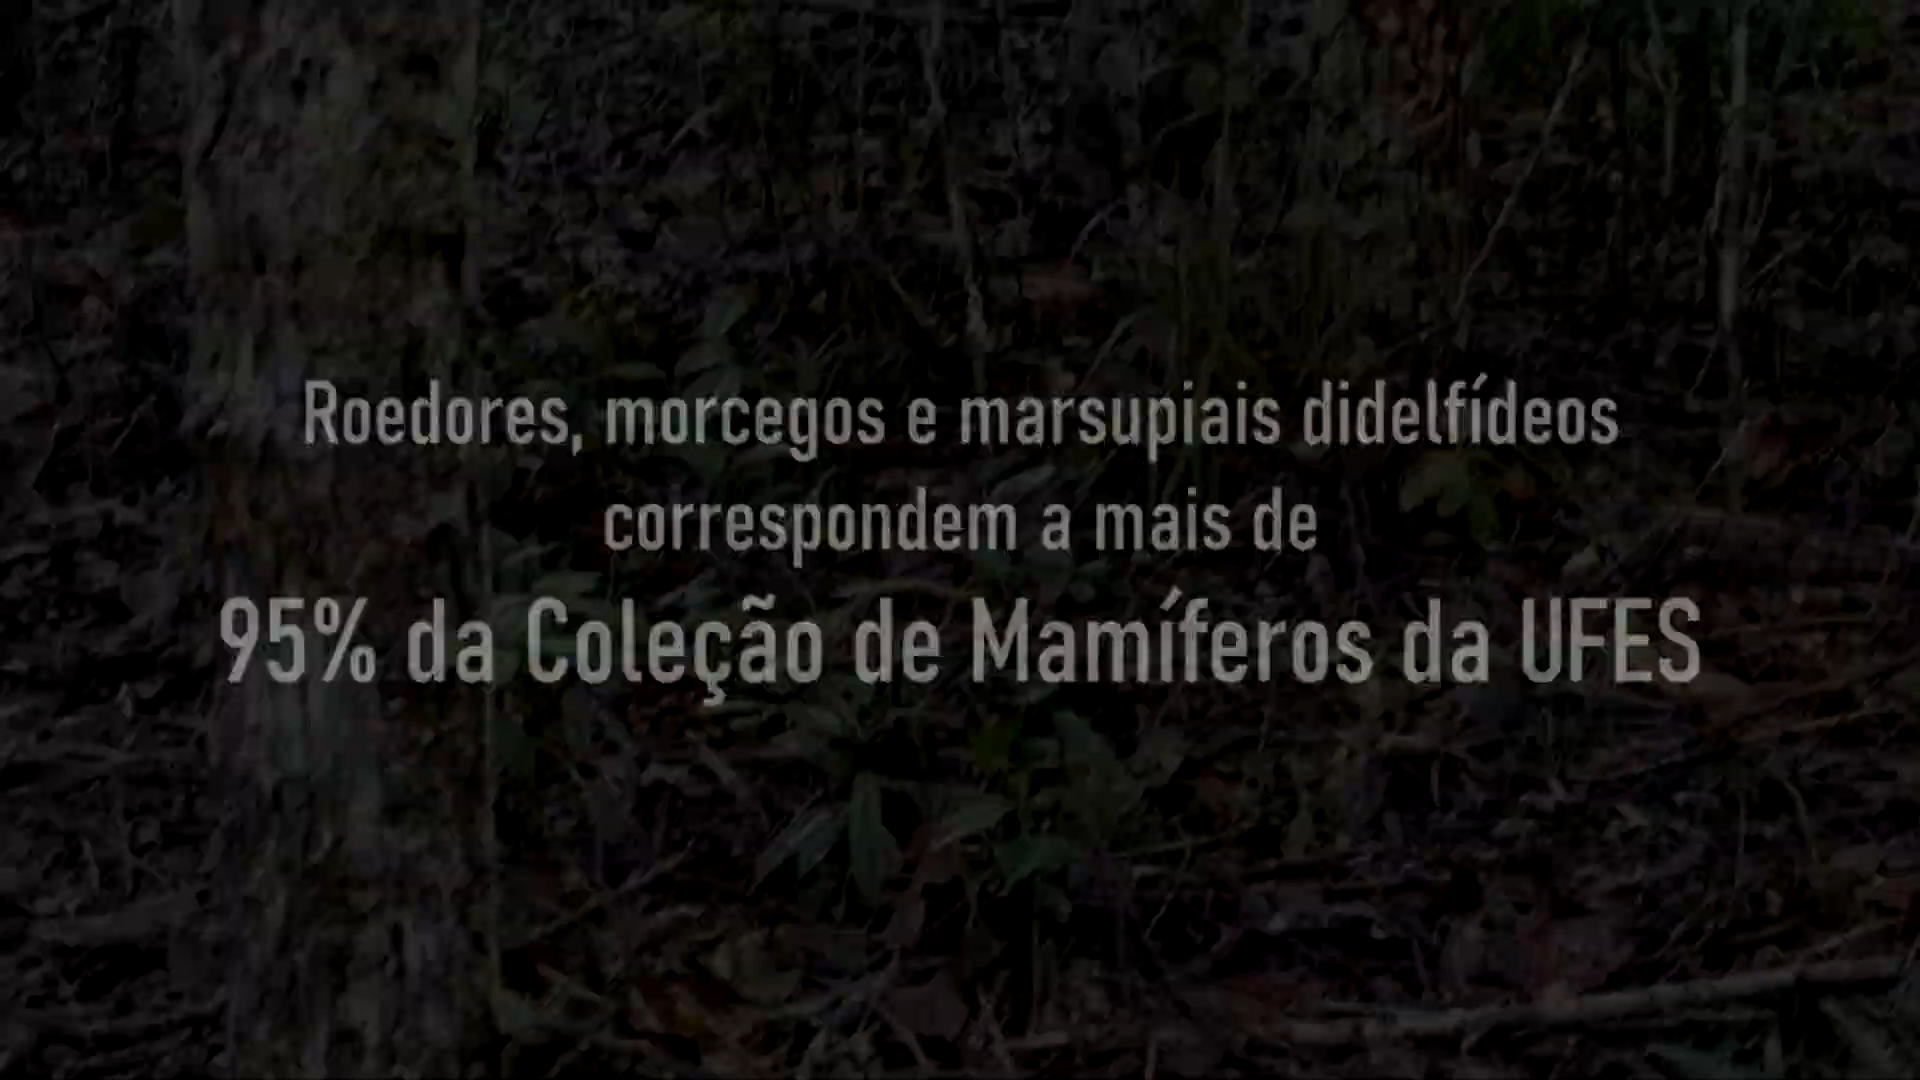 Roedores, morcegos e marsupiais didelfídeos
correspondem a mais de
95% da Coleção de Mamíferos da UFES